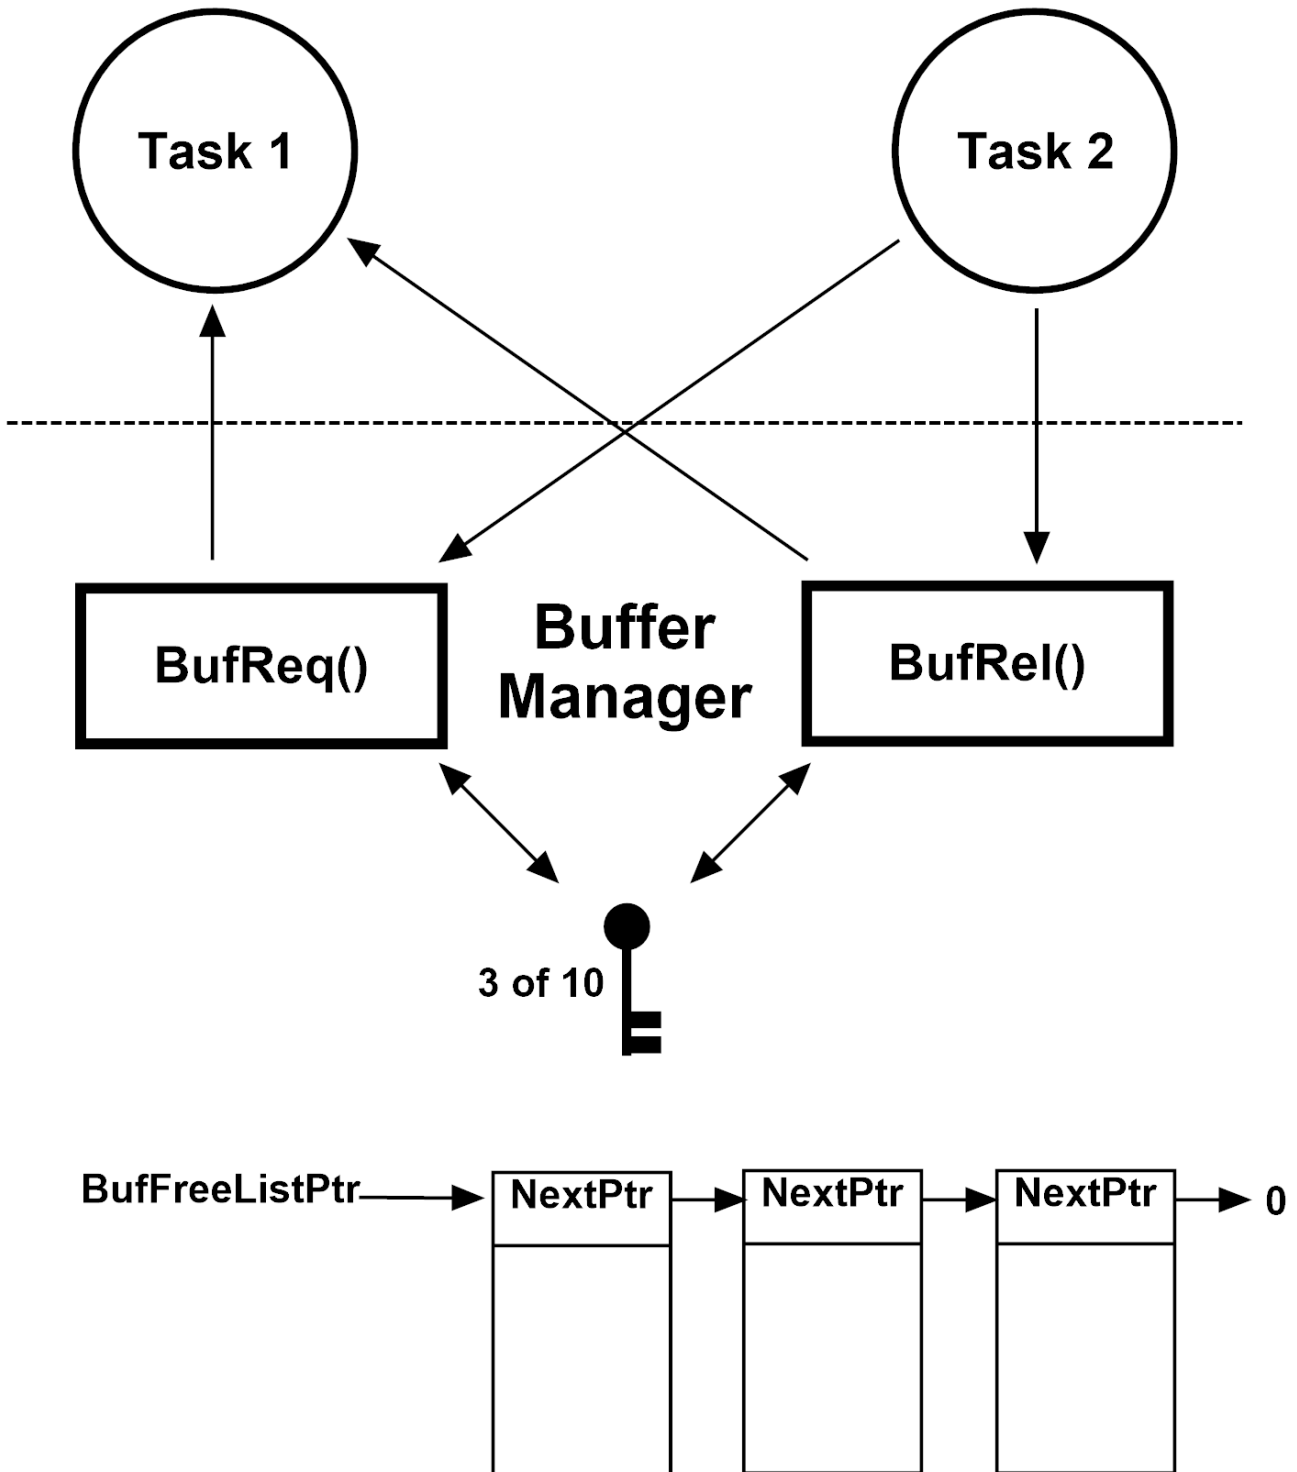 Task 1
Task 2
BufReq()
Buffer
Manager
BufRel()
3 of 10
BufFreeListPtr
NextPtr
NextPtr
NextPtr
0